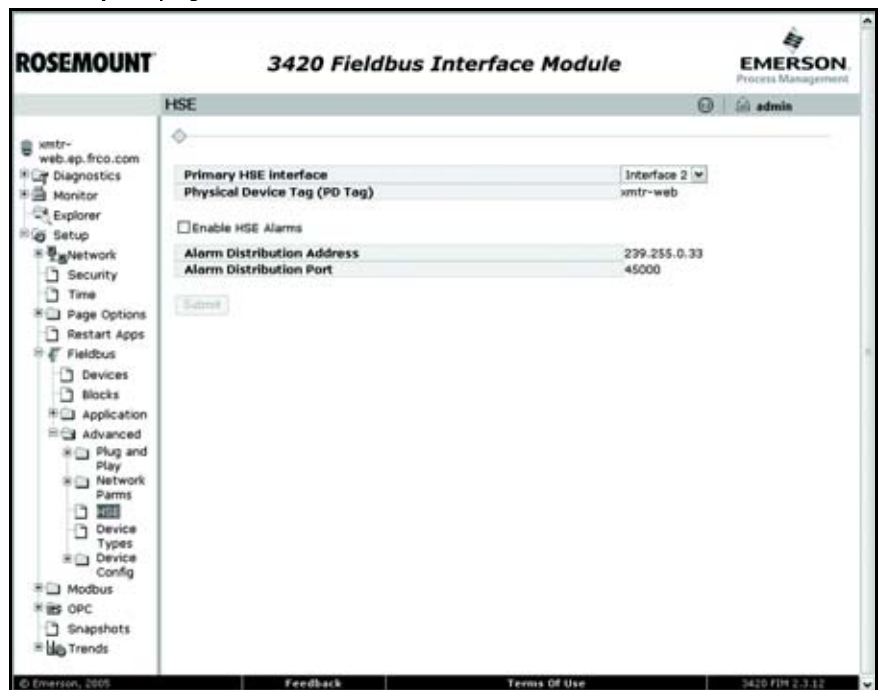 ROSEMOUNT
3420 Fieldbus Interface Module
EMERSON.
Process Management
HSE
admin
xmtr-
web.ep.frco.com
Diagnostics
Monitor
Explorer
Setup
Network
Security
Time
Page Options
Restart Apps
Fieldbus
Devices
Blocks
Application
Advanced
Plug and
Play
Network
Parms
HSE
Device
Types
Device
Config
Modbus
OPC
Snapshots
Trends
Primary HSE interface
Interface 2
Physical Device Tag (PD Tag)
xmtr-web
Enable HSE Alarms
Alarm Distribution Address
239.255.0.33
Alarm Distribution Port
45000
Submit
© Emerson, 2005
Feedback
Terms Of Use
3420 FIM 2.3.12